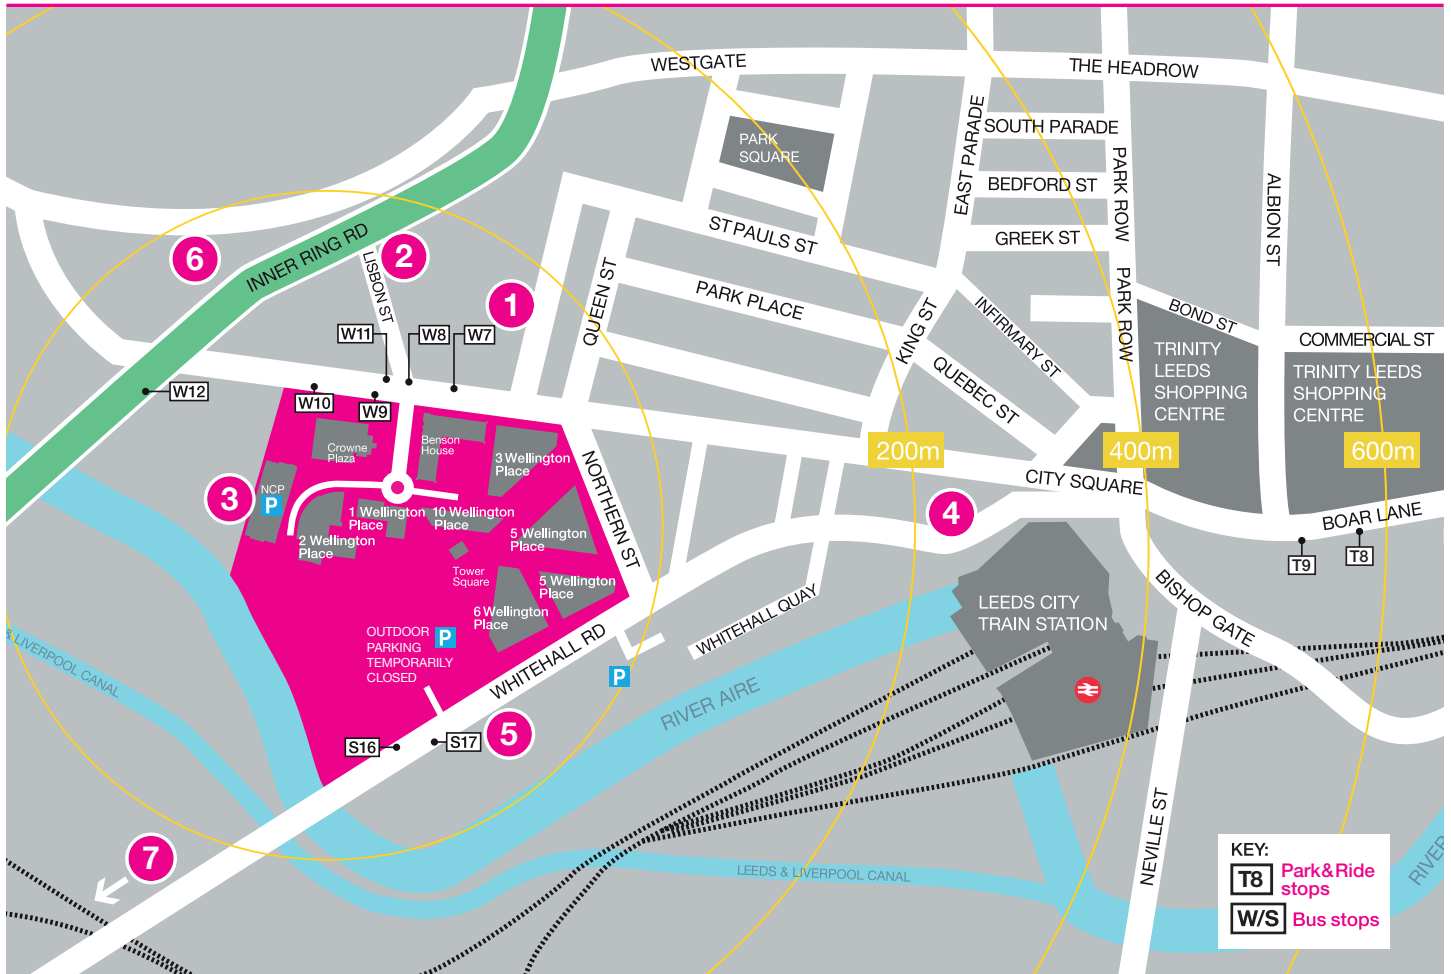 WESTGATE
THE HEADROW
EAST PARADE
SOUTH PARADE
PARK
SQUARE
PARK ROW
BEDFORD ST
ALBION ST
ST PAULS ST
GREEK ST
6
INNER RING RD
2
LISBON ST
1
QUEEN ST
PARK PLACE
KING ST
INFIRMARY ST
PARK ROW
BOND ST
COMMERCIAL ST
W11
W8
W7
TRINITY
LEEDS
SHOPPING
CENTRE
TRINITY LEEDS
SHOPPING
CENTRE
QUEBEC ST
W12
W10
W9
Crowne
Plaza
Benson
House
3 Wellington
Place
200m
400m
600m
NORTHERN ST
CITY SQUARE
3
NCP
P
1 Wellington
Place
10 Wellington
Place
4
BOAR LANE
2 Wellington
Place
5 Wellington
Place
T9
T8
Tower
Square
5 Wellington
Place
6 Wellington
Place
WHITEHALL QUAY
LEEDS CITY
TRAIN STATION
BISHOP GATE
OUTDOOR
PARKING
TEMPORARILY
CLOSED
P
& LIVERPOOL CANAL
WHITEHALL RD
P
RIVER AIRE
S16
S17
5
NEVILLE ST
7
LEEDS & LIVERPOOL CANAL
RIVER
KEY:
T8 Park&Ride
stops
W/S Bus stops